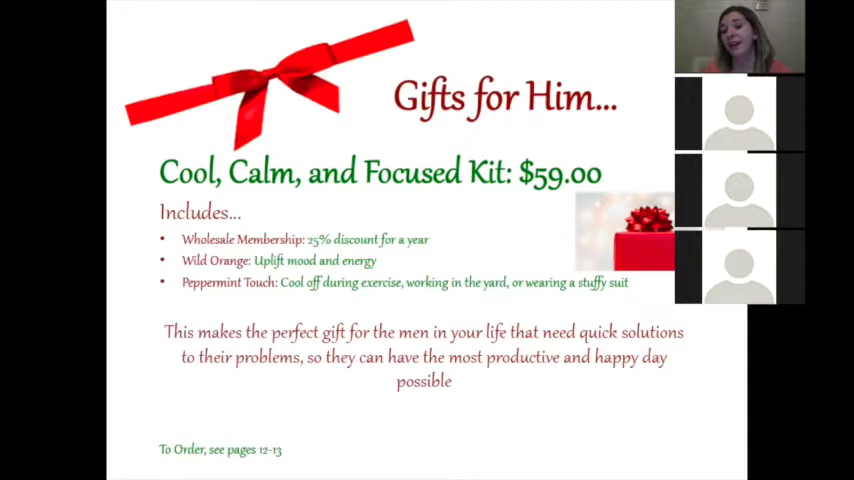 Gifts for Him...
Cool, Calm, and Focused Kit: $59.00
Includes...
• Wholesale Membership: 25% discount for a year
• Wild Orange: Uplift mood and energy
• Peppermint Touch: Cool off during exercise, working in the yard, or wearing a stuffy suit
This makes the perfect gift for the men in your life that need quick solutions
to their problems, so they can have the most productive and happy day
possible
To Order, see pages 12-13